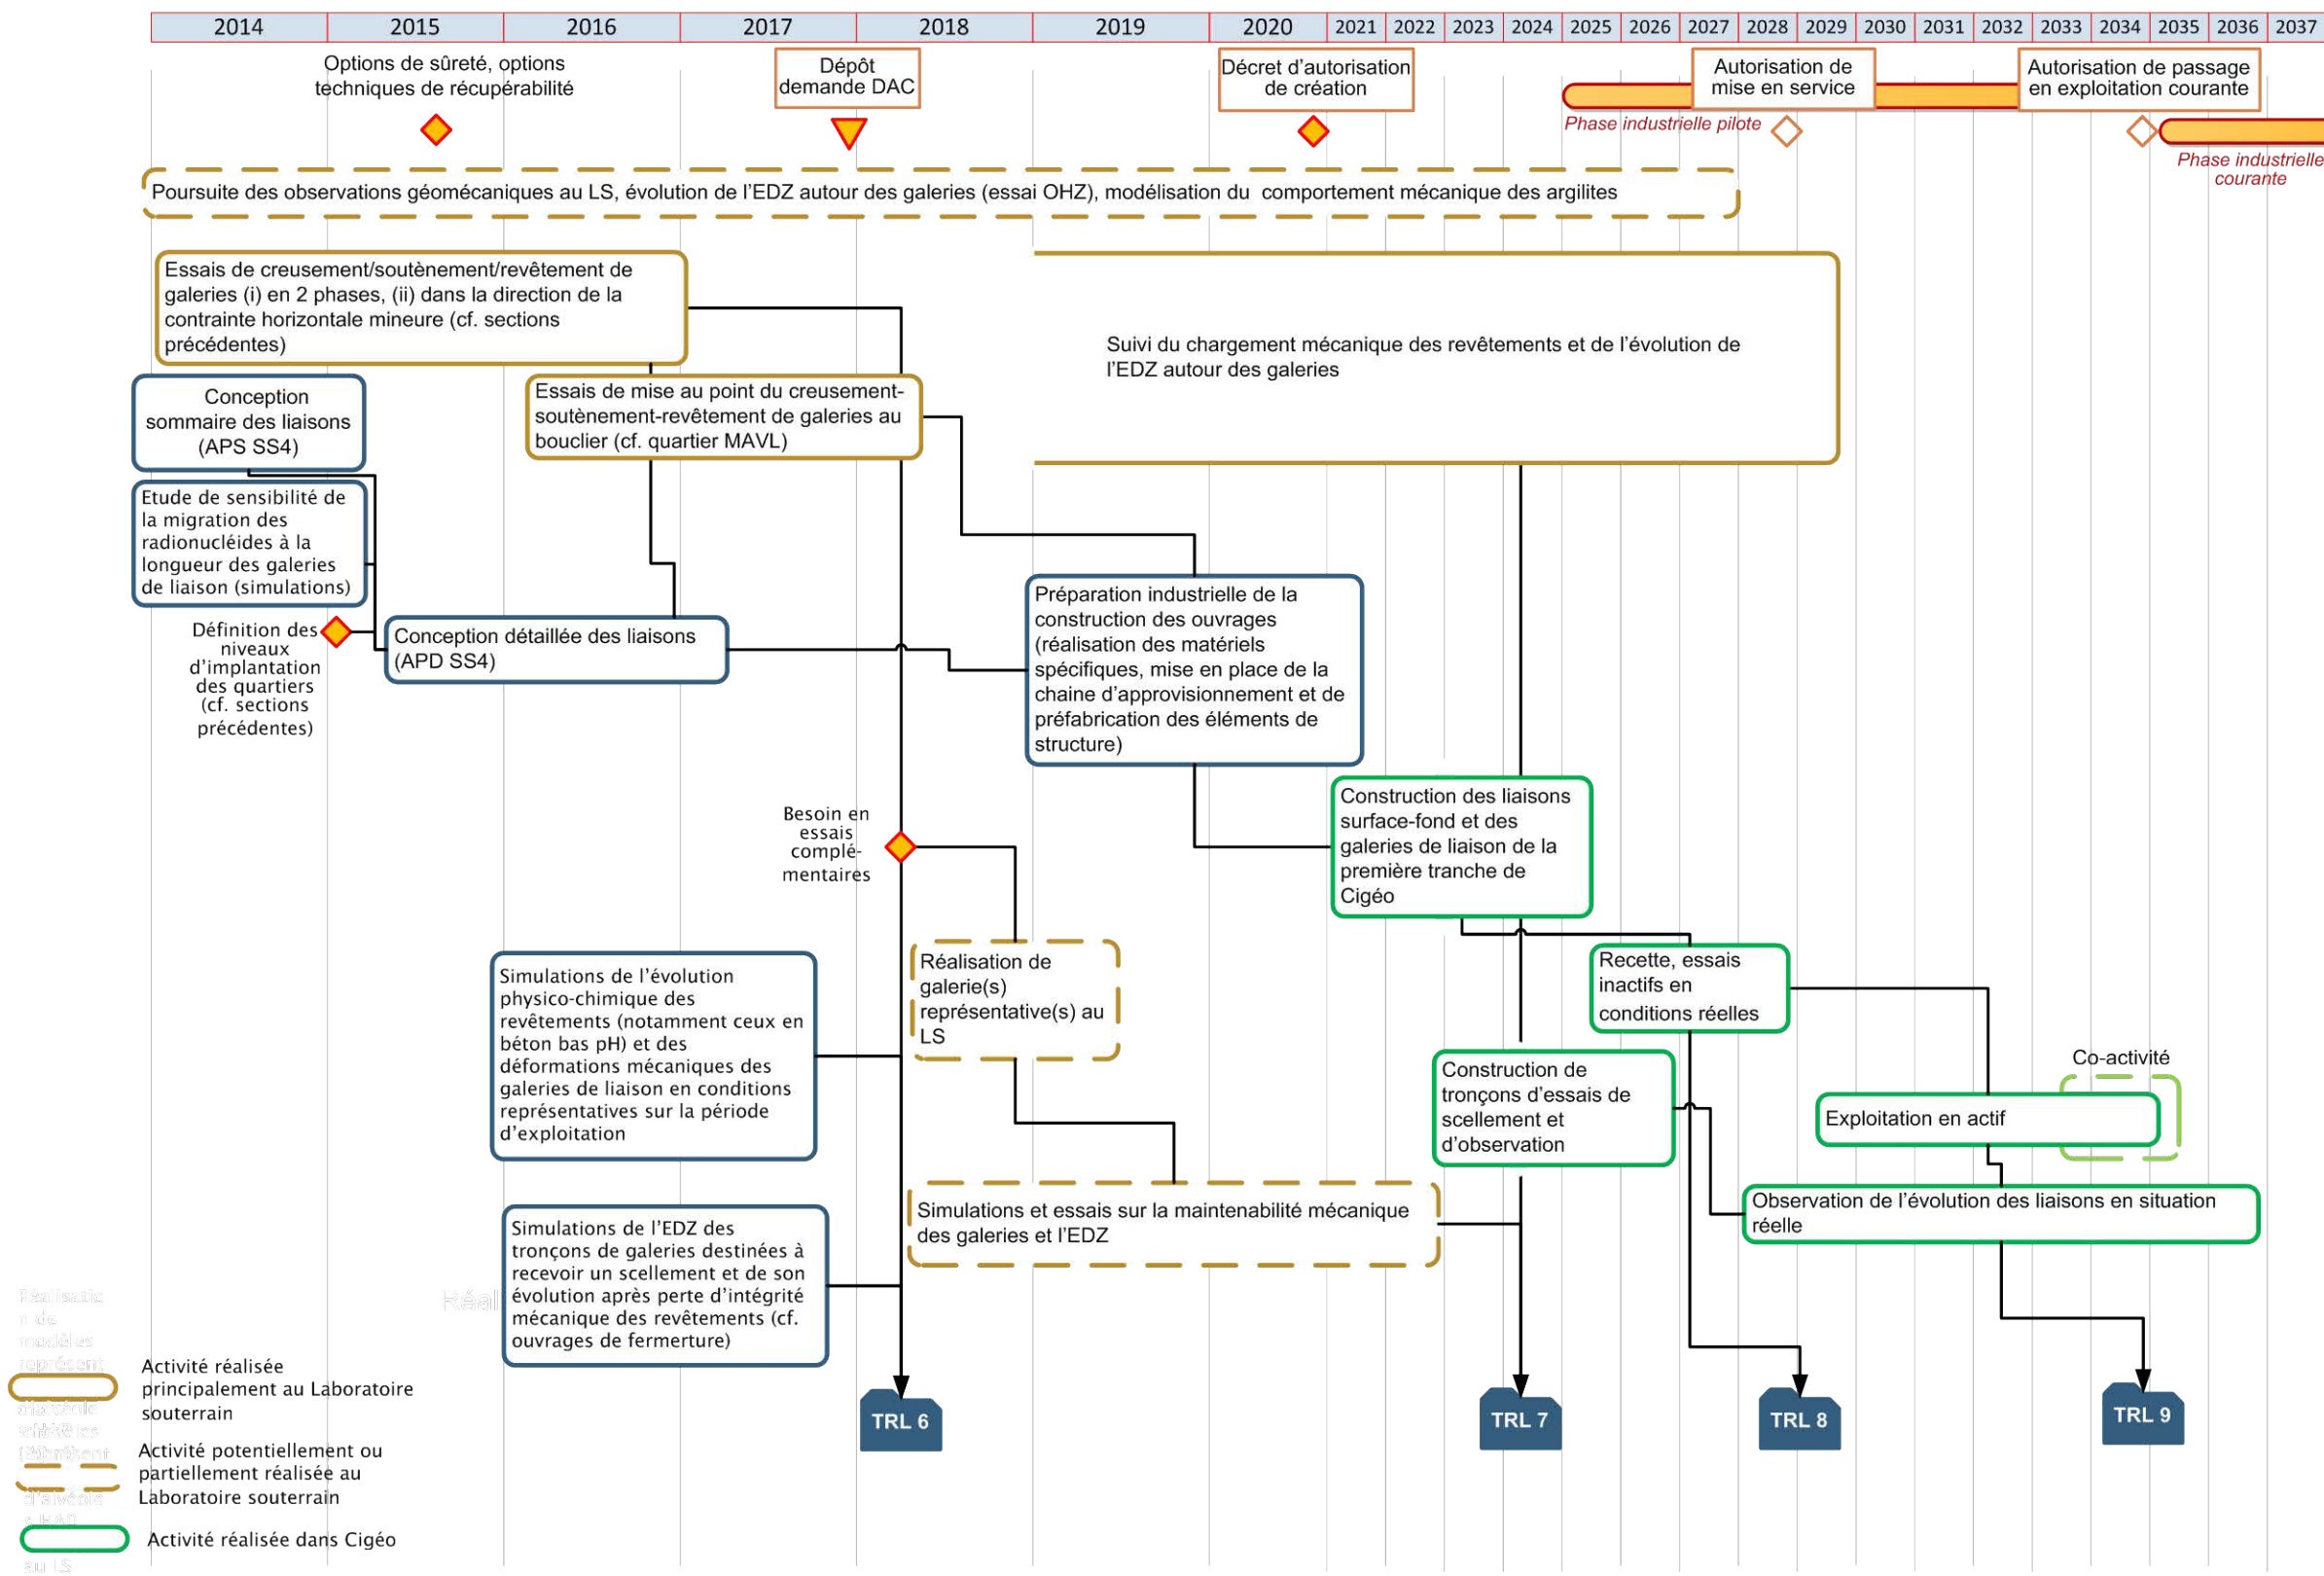 2014 2015 2016 2017 2018 2019 2020 2021 2022 2023 2024 2025 2026 2027 2028 2029 2030 2031 2032 2033 2034 2035 2036 2037
Options de sûreté, options
techniques de récupérabilité
Dépôt
demande DAC
Décret d'autorisation
de création
Autorisation de
mise en service
Autorisation de passage
en exploitation courante
Phase industrielle pilote
Phase industrielle
courante
Poursuite des observations géomécaniques au LS, évolution de l'EDZ autour des galeries (essai OHZ), modélisation du comportement mécanique des argilites
Essais de creusement/soutènement/revêtement de
galeries (i) en 2 phases, (ii) dans la direction de la
contrainte horizontale mineure (cf. sections
précédentes)
Suivi du chargement mécanique des revêtements et de l'évolution de
l'EDZ autour des galeries
Conception
sommaire des liaisons
(APS SS4)
Essais de mise au point du creusement-
soutènement-revêtement de galeries au
bouclier (cf. quartier MAVL)
Etude de sensibilité de
la migration des
radionucléides à la
longueur des galeries
de liaison (simulations)
Définition des
niveaux
d'implantation
des quartiers
(cf. sections
précédentes)
Conception détaillée des liaisons
(APD SS4)
Préparation industrielle de la
construction des ouvrages
(réalisation des matériels
spécifiques, mise en place de la
chaine d'approvisionnement et de
préfabrication des éléments de
structure)
Besoin en
essais
complé-
mentaires
Construction des liaisons
surface-fond et des
galeries de liaison de la
première tranche de
Cigéo
Simulations de l'évolution
physico-chimique des
revêtements (notamment ceux en
béton bas pH) et des
déformations mécaniques des
galeries de liaison en conditions
représentatives sur la période
d'exploitation
Réalisation de
galerie(s)
représentative(s) au
LS
Recette, essais
inactifs en
conditions réelles
Construction de
tronçons d'essais de
scellement et
d'observation
Co-activité
Exploitation en actif
Simulations et essais sur la maintenabilité mécanique
des galeries et l'EDZ
Observation de l'évolution des liaisons en situation
réelle
Simulations de l'EDZ des
tronçons de galeries destinées à
recevoir un scellement et de son
évolution après perte d'intégrité
mécanique des revêtements (cf.
ouvrages de fermerture)
Réali
TRL 6
TRL 7
TRL 8
TRL 9
Réalisatio
n de
modèles
représent
d'alvéole
au LS
Activité réalisée
principalement au Laboratoire
souterrain
Activité potentiellement ou
partiellement réalisée au
Laboratoire souterrain
Activité réalisée dans Cigéo